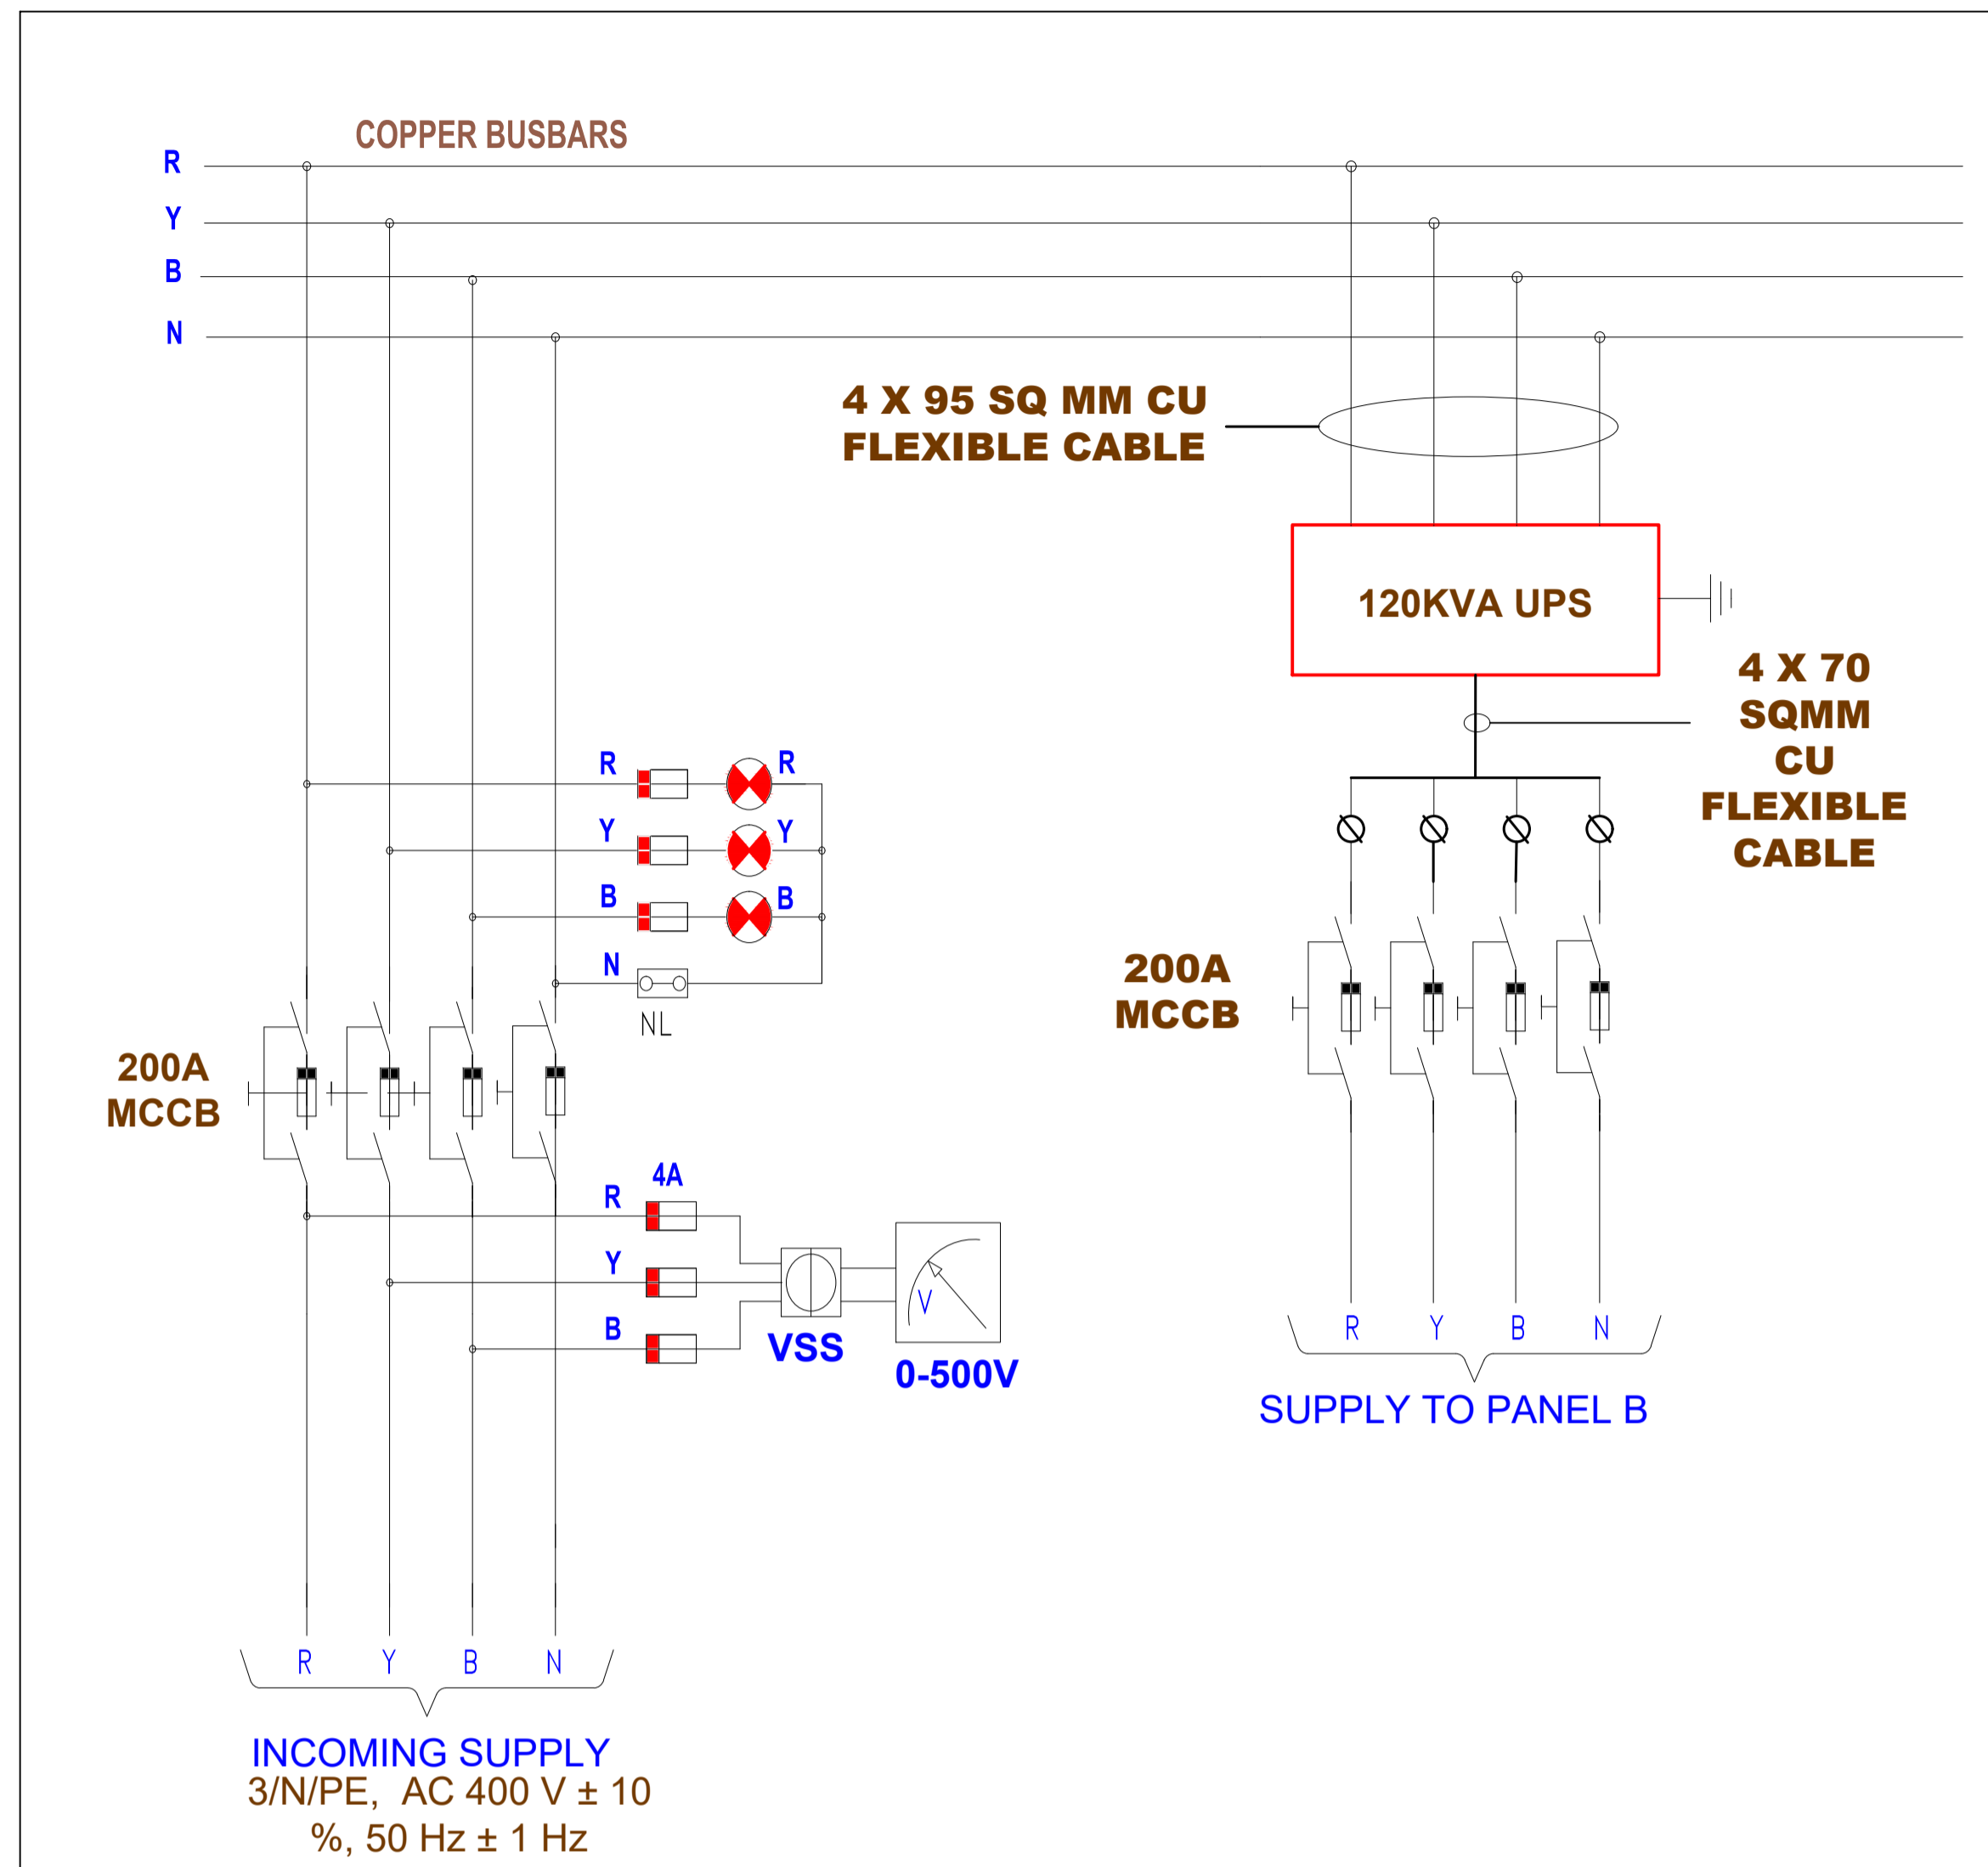 COPPER BUSBARS
R
Y
B
N
4 X 95 SQ MM CU
FLEXIBLE CABLE
120KVA UPS
4 X 70
SQMM
CU
FLEXIBLE
CABLE
R R
Y Y
B B
N
NL
200A
MCCB
200A
MCCB
4A
R
Y
B
VSS
V
0-500V
R Y B N
SUPPLY TO PANEL B
R Y B N
INCOMING SUPPLY
3/N/PE, AC 400 V ± 10
%, 50 Hz ± 1 Hz